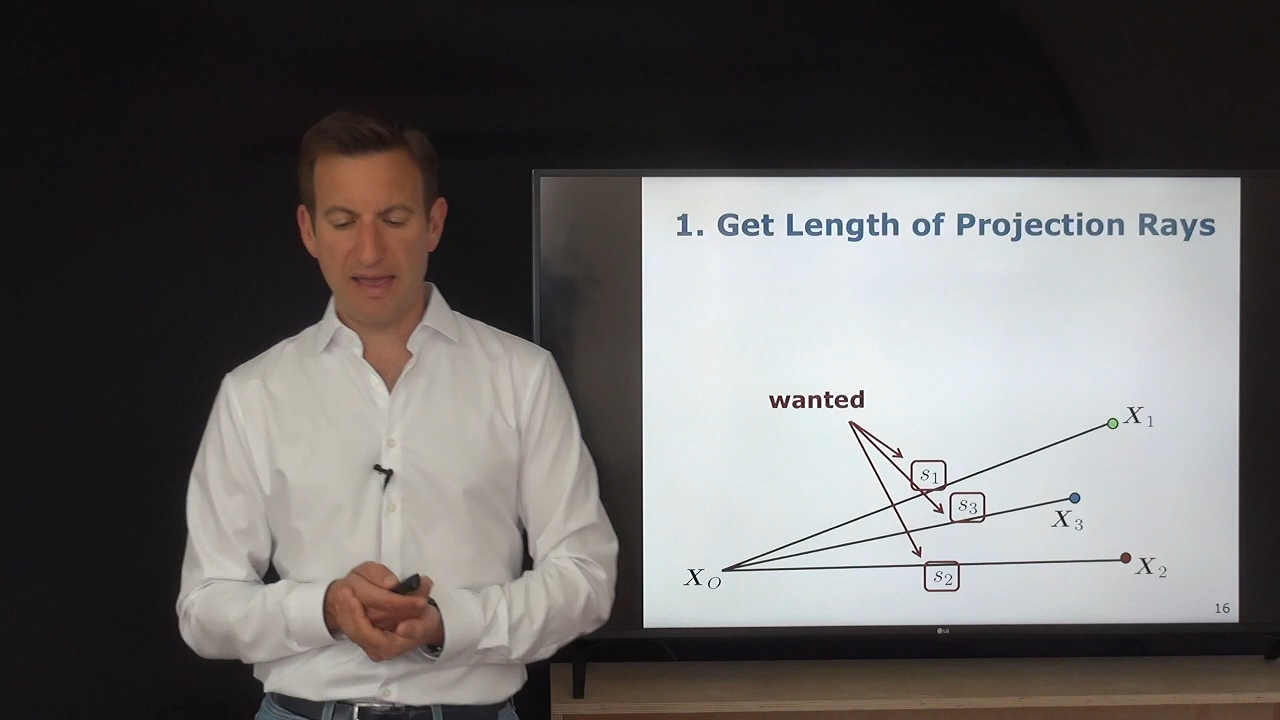 1. Get Length of Projection Rays
wanted
X1
s1
s3
X3
XO
s2
X2
16
LG